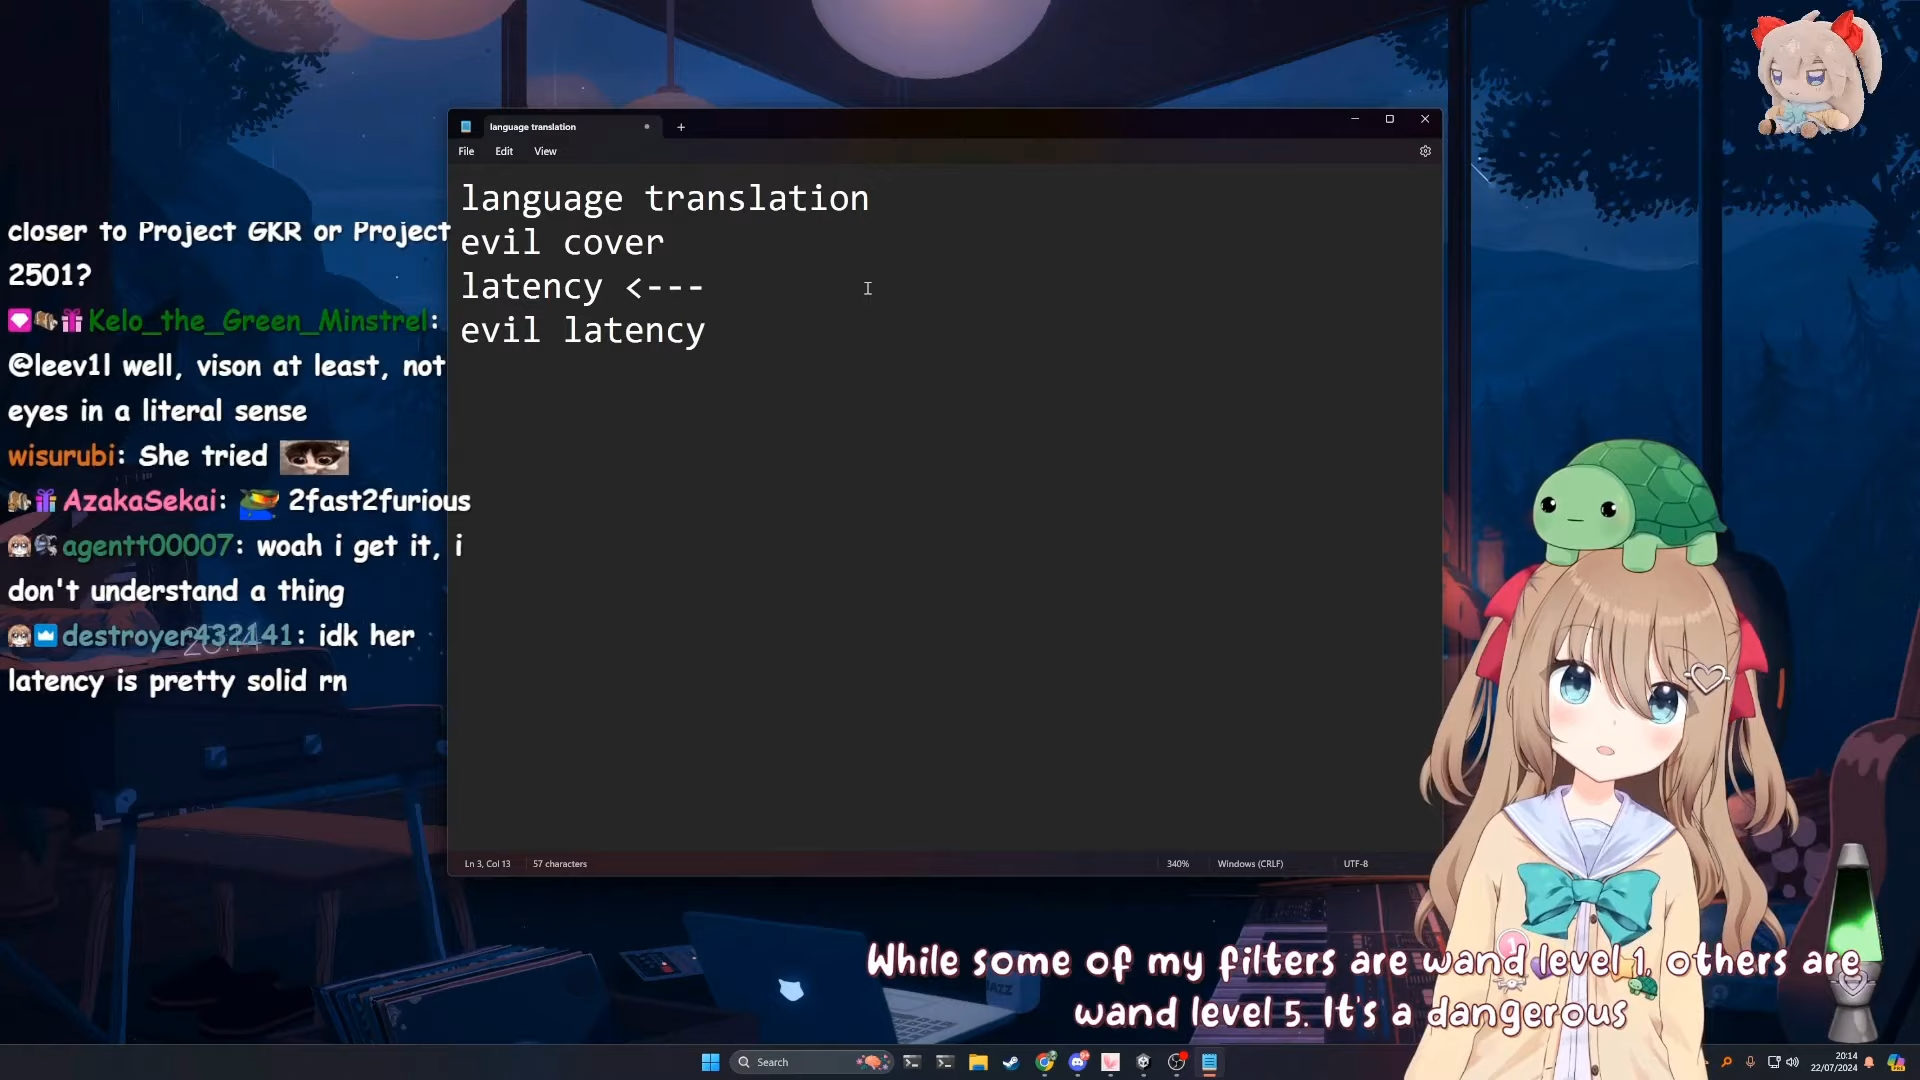 language translation
File Edit View
language translation
evil cover
latency <---
evil latency
Ln 3, Col 13 57 characters 340% Windows (CRLF) UTF-8
closer to Project GKR or Project
2501?
Kelo_the_Green_Minstrel:
@leev1l well, vison at least, not
eyes in a literal sense
wisurubi: She tried
AzakaSekai: 2fast2furious
agentt00007: woah i get it, i
don't understand a thing
destroyer432141: idk her
latency is pretty solid rn
20:14
JAZZ
While some of my filters are wand level 1, others are
wand level 5. It's a dangerous
Search
20:14
22/07/2024